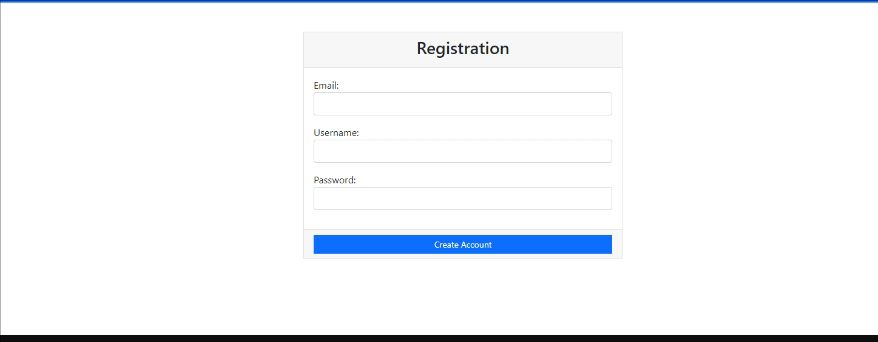 Registration
Email:
Username:
Password:
Create Account